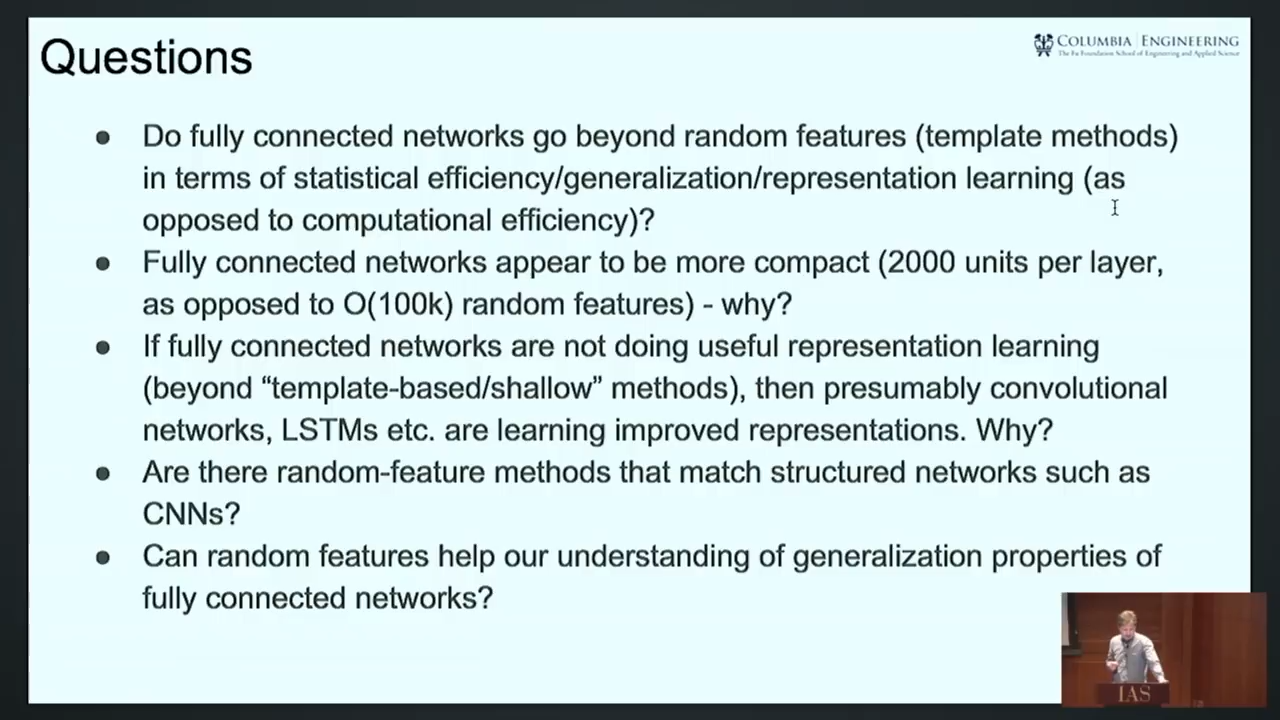 Questions
COLUMBIA | ENGINEERING
The Fu Foundation School of Engineering and Applied Science
● Do fully connected networks go beyond random features (template methods)
in terms of statistical efficiency/generalization/representation learning (as
opposed to computational efficiency)?
● Fully connected networks appear to be more compact (2000 units per layer,
as opposed to O(100k) random features) - why?
● If fully connected networks are not doing useful representation learning
(beyond “template-based/shallow” methods), then presumably convolutional
networks, LSTMs etc. are learning improved representations. Why?
● Are there random-feature methods that match structured networks such as
CNNs?
● Can random features help our understanding of generalization properties of
fully connected networks?
IAS